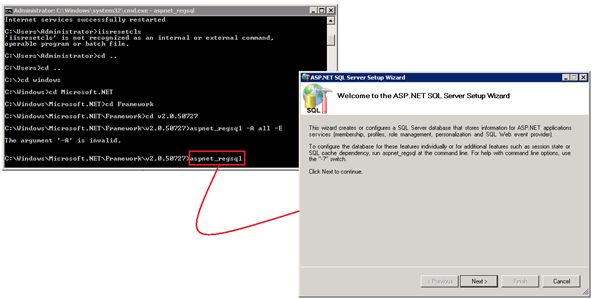 Administrator: C:\Windows\system32\cmd.exe - aspnet_regsql
Internet services successfully restarted
C:\Users\Administrator>iisresetcls
'iisresetcls' is not recognized as an internal or external command,
operable program or batch file.
C:\Users\Administrator>cd ..
C:\Users>cd ..
C:\>cd windows
C:\Windows>cd Microsoft.NET
C:\Windows\Microsoft.NET>cd Framework
C:\Windows\Microsoft.NET\Framework>cd v2.0.50727
C:\Windows\Microsoft.NET\Framework\v2.0.50727>aspnet_regsql -A all -E
The argument '-A' is invalid.
C:\Windows\Microsoft.NET\Framework\v2.0.50727>aspnet_regsql
ASP.NET SQL Server Setup Wizard
SQL
Welcome to the ASP.NET SQL Server Setup Wizard
This wizard creates or configures a SQL Server database that stores information for ASP.NET applications
services (membership, profiles, role management, personalization and SQL Web event provider).
To configure the database for these features individually or for additional features such as session state or
SQL cache dependency, run aspnet_regsql at the command line. For help with command line options, use
the "-?" switch.
Click Next to continue.
< Previous
Next >
Finish
Cancel